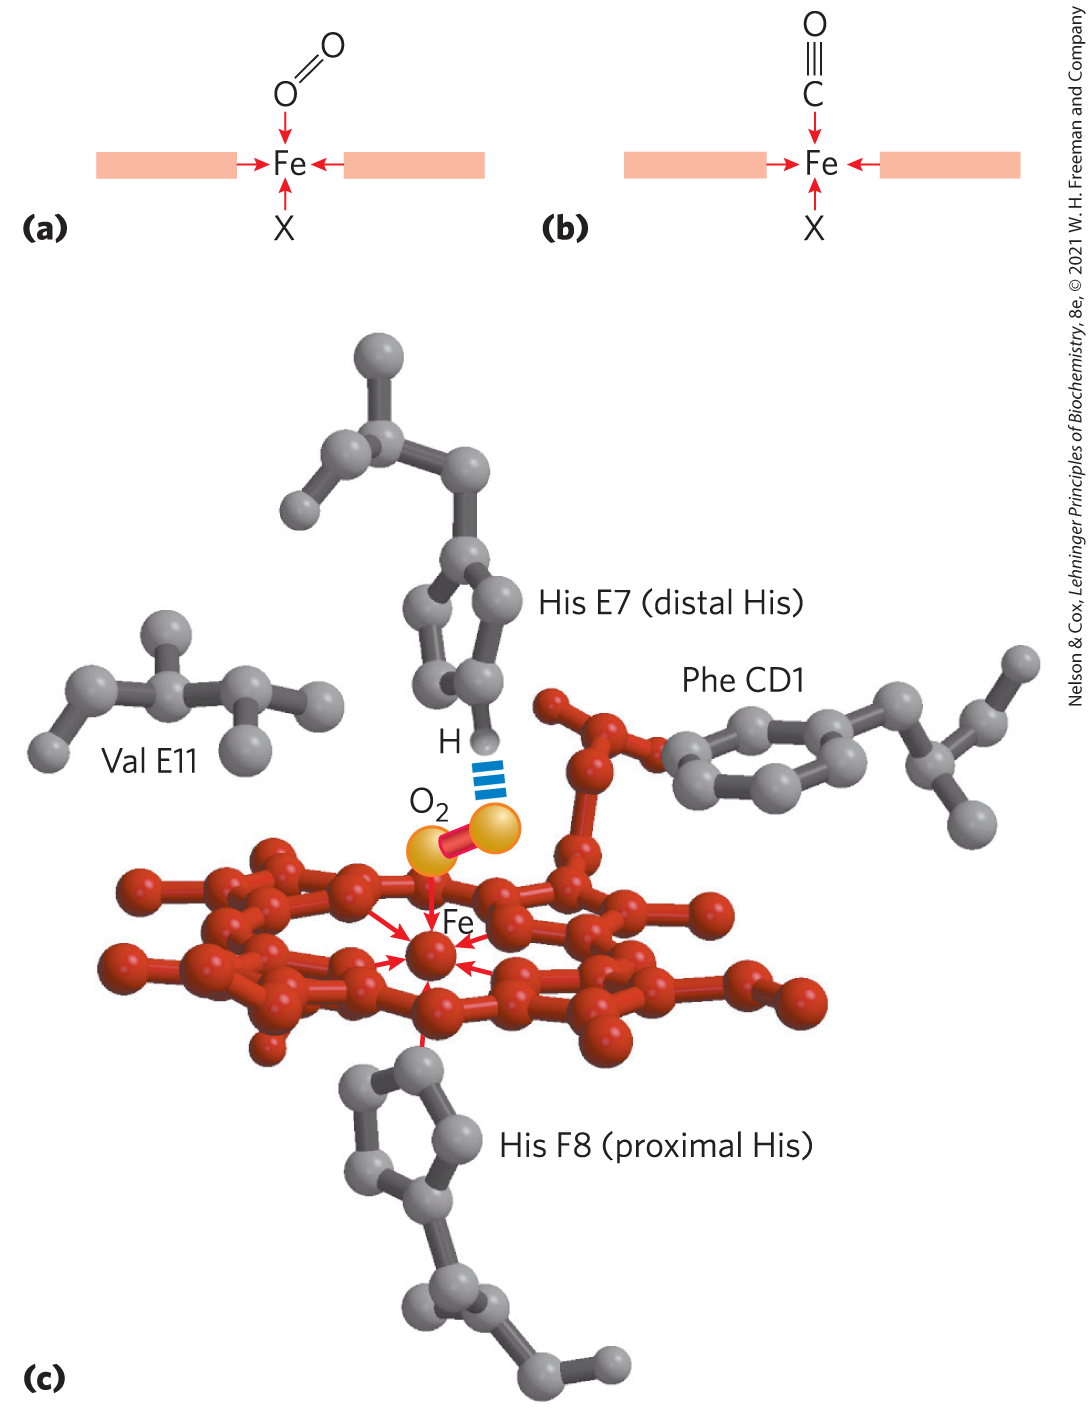 O
O
Fe
X
(a)
O
C
Fe
X
(b)
His E7 (distal His)
Phe CD1
Val E11
H
O₂
Fe
His F8 (proximal His)
(c)
Nelson & Cox, Lehninger Principles of Biochemistry, 8e, © 2021 W. H. Freeman and Company